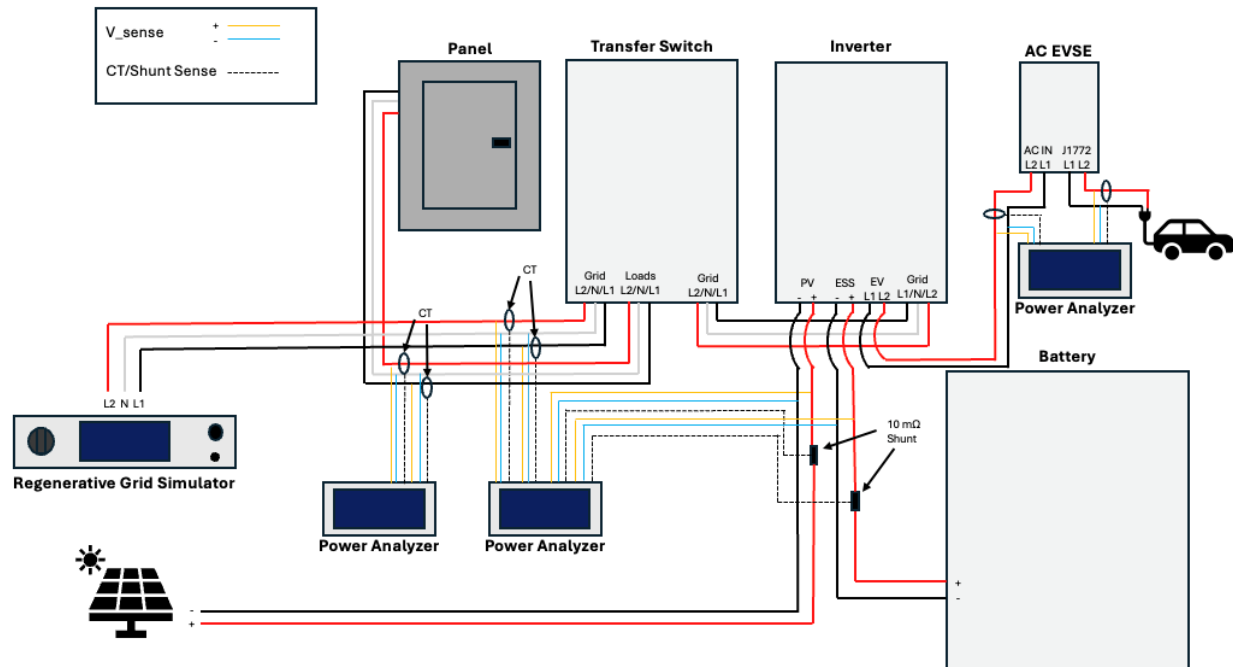 V_sense
+
-
CT/Shunt Sense
Panel
Transfer Switch
Inverter
AC EVSE
AC IN J1772
L2 L1 L1 L2
Power Analyzer
Grid
L2/N/L1
Loads
L2/N/L1
Grid
L2/N/L1
PV
- +
ESS
- +
EV
L1 L2
Grid
L1/N/L2
CT
CT
Battery
L2 N L1
Regenerative Grid Simulator
10 mΩ
Shunt
Power Analyzer
Power Analyzer
+
-
-
+